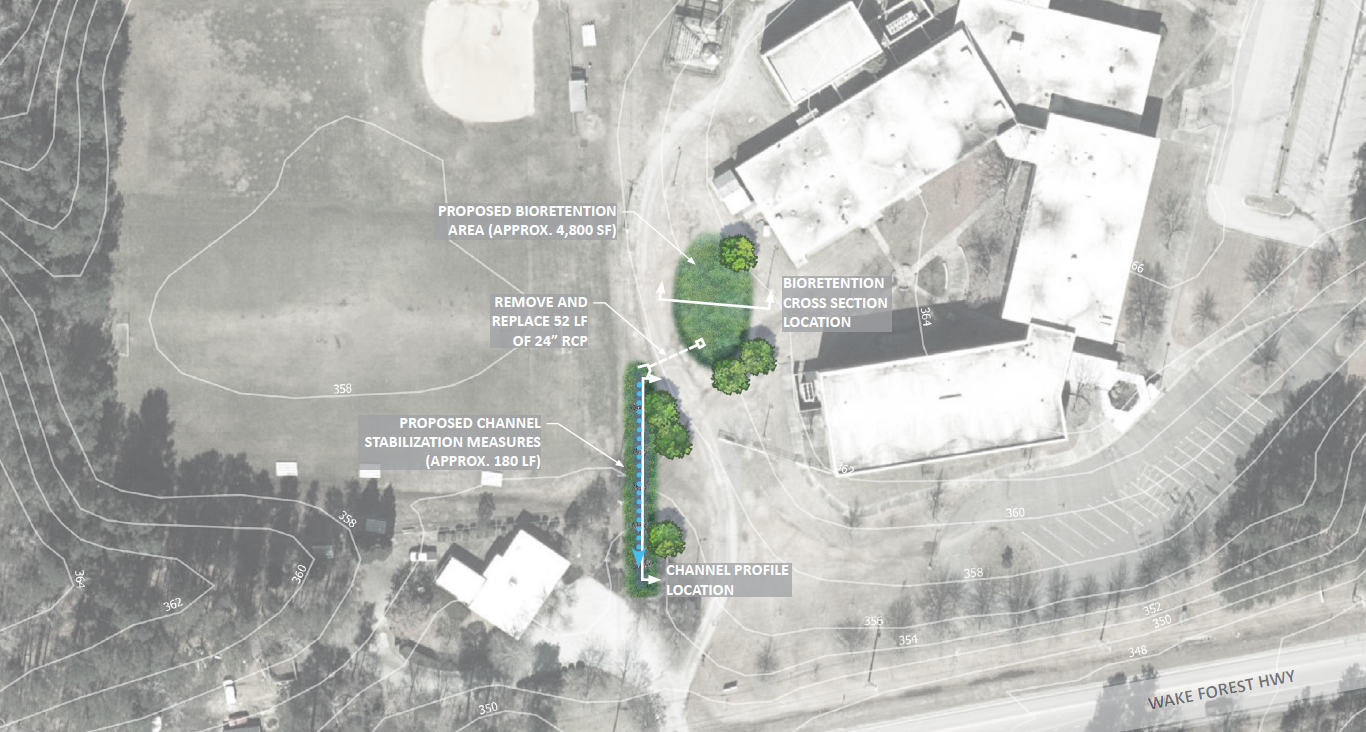 PROPOSED BIORETENTION
AREA (APPROX. 4,800 SF)
BIORETENTION
CROSS SECTION
LOCATION
REMOVE AND
REPLACE 52 LF
OF 24” RCP
PROPOSED CHANNEL
STABILIZATION MEASURES
(APPROX. 180 LF)
CHANNEL PROFILE
LOCATION
WAKE FOREST HWY
66
364
358
362
360
358
358
360
364
362
356
354
352
350
348
350